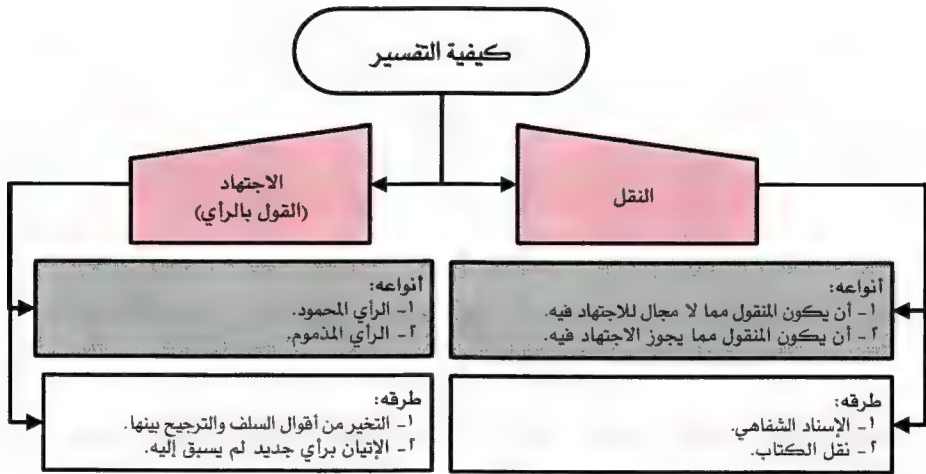 كيفية التفسير
النقل
أنواعه:
١- أن يكون المنقول مما لا مجال للاجتهاد فيه.
٢- أن يكون المنقول مما يجوز الاجتهاد فيه.
طرقه:
١- الإسناد الشفاهي.
٢- نقل الكتاب.
الاجتهاد
(القول بالرأي)
أنواعه:
١- الرأي المحمود.
٢- الرأي المذموم.
طرقه:
١- التخير من أقوال السلف والترجيح بينها.
٢- الإتيان برأي جديد لم يسبق إليه.